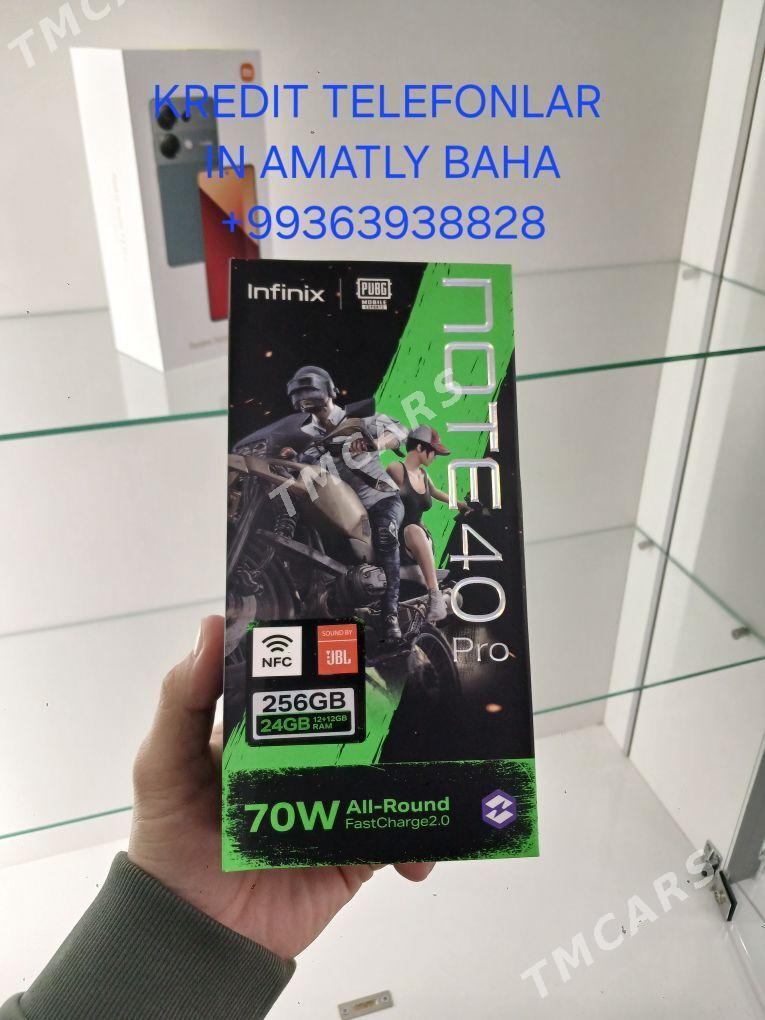 TMCARS
KREDIT TELEFONLAR
IN AMATLY BAHA
+99363938828
Infinix
PUBG
MOBILE
NOTE 40
Pro
TMCARS
NFC
SOUND BY
JBL
256GB
24GB 12+12GB
RAM
70W All-Round
FastCharge2.0
TMCARS